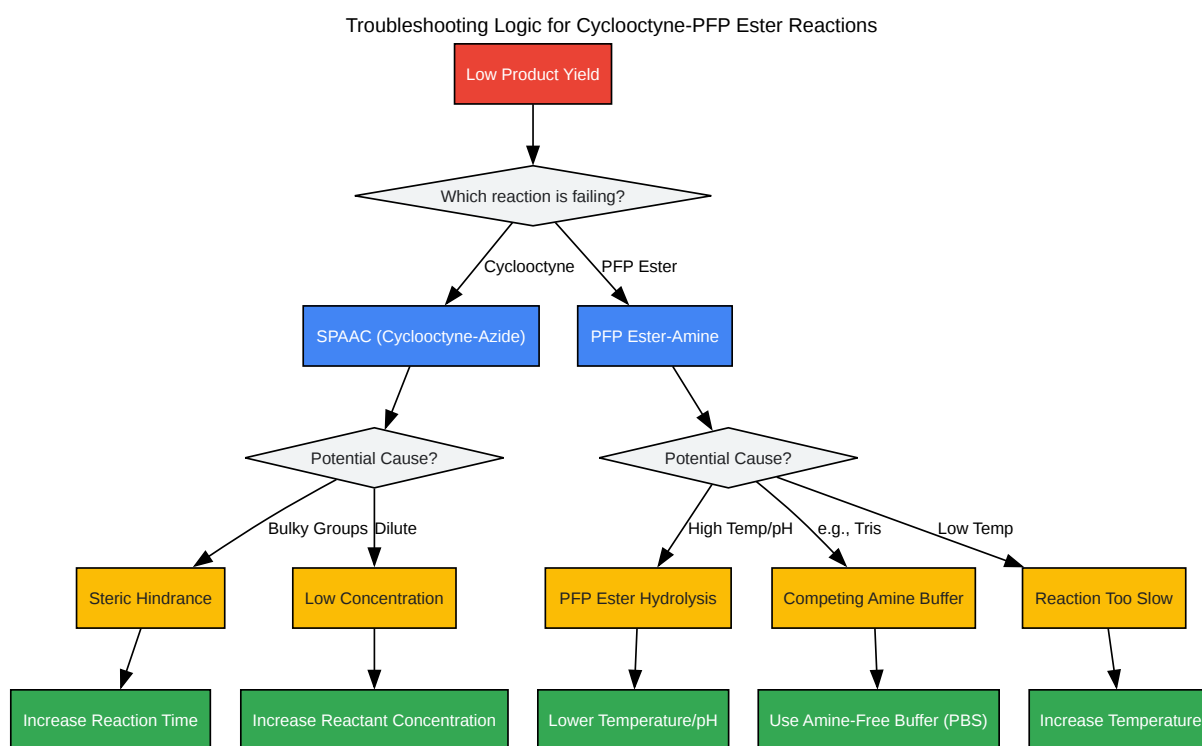 Troubleshooting Logic for Cyclooctyne-PFP Ester Reactions
Low Product Yield
Which reaction is failing?
Cyclooctyne
PFP Ester
SPAAC (Cyclooctyne-Azide)
PFP Ester-Amine
Potential Cause?
Potential Cause?
Bulky Groups
Dilute
High Temp/pH
e.g., Tris
Low Temp
Steric Hindrance
Low Concentration
PFP Ester Hydrolysis
Competing Amine Buffer
Reaction Too Slow
Increase Reaction Time
Increase Reactant Concentration
Lower Temperature/pH
Use Amine-Free Buffer (PBS)
Increase Temperature